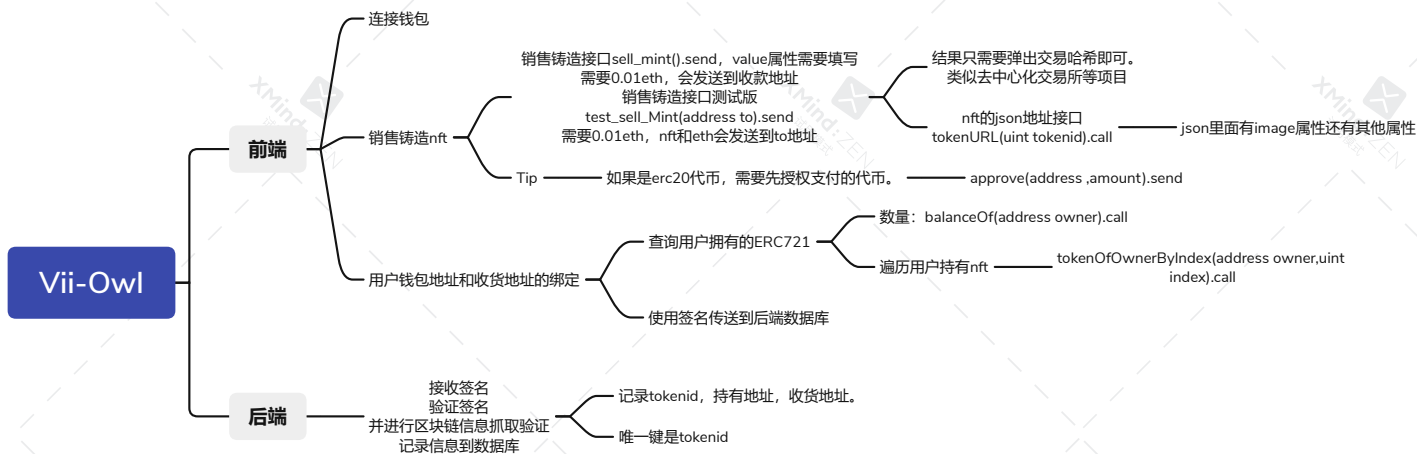 Vii-Owl
前端
连接钱包
销售铸造nft
销售铸造接口sell_mint().send，value属性需要填写
需要0.01eth，会发送到收款地址
销售铸造接口测试版
test_sell_Mint(address to).send
需要0.01eth，nft和eth会发送到to地址
结果只需要弹出交易哈希即可。
类似去中心化交易所等项目
nft的json地址接口
tokenURL(uint tokenid).call
json里面有image属性还有其他属性
Tip
如果是erc20代币，需要先授权支付的代币。
approve(address ,amount).send
用户钱包地址和收货地址的绑定
查询用户拥有的ERC721
数量：balanceOf(address owner).call
遍历用户持有nft
tokenOfOwnerByIndex(address owner,uint
index).call
使用签名传送到后端数据库
后端
接收签名
验证签名
并进行区块链信息抓取验证
记录信息到数据库
记录tokenid，持有地址，收货地址。
唯一键是tokenid
XMind:ZEN
XMind:ZEN
XMind:ZEN